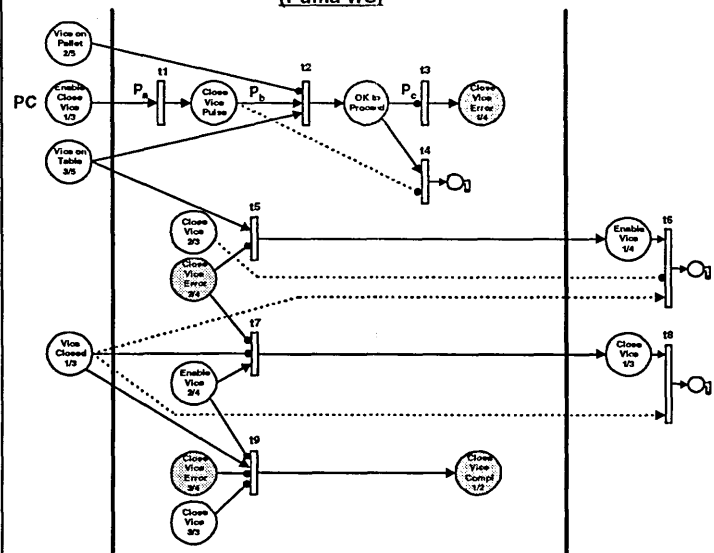 (Puma WC)
Vice on
Pallet
2/5
PC
Enable
Close
Vice
1/3
Pa
t1
Close
Vice
Pulse
Pb
t2
OK to
Proceed
Pc
t3
Close
Vice
Error
1/4
Vice on
Table
3/5
t4
Close
Vice
2/3
t5
Enable
Vice
1/4
t6
Close
Vice
Error
2/4
Vice
Closed
1/3
t7
Close
Vice
1/3
t8
Enable
Vice
2/4
t9
Close
Vice
Error
3/4
Close
Vice
Compl
1/2
Close
Vice
3/3